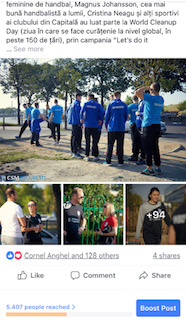 feminine de handbal, Magnus Johansson, cea mai
bună handbalistă a lumii, Cristina Neagu și alți sportivi
ai clubului din Capitală au luat parte la World Cleanup
Day (ziua în care se face curățenie la nivel global, în
peste 150 de țări), prin campania "Let's do it
... See more
CSM
+94
Cornel Anghel and 128 others
4 shares
Like
Comment
Share
5.407 people reached
Boost Post